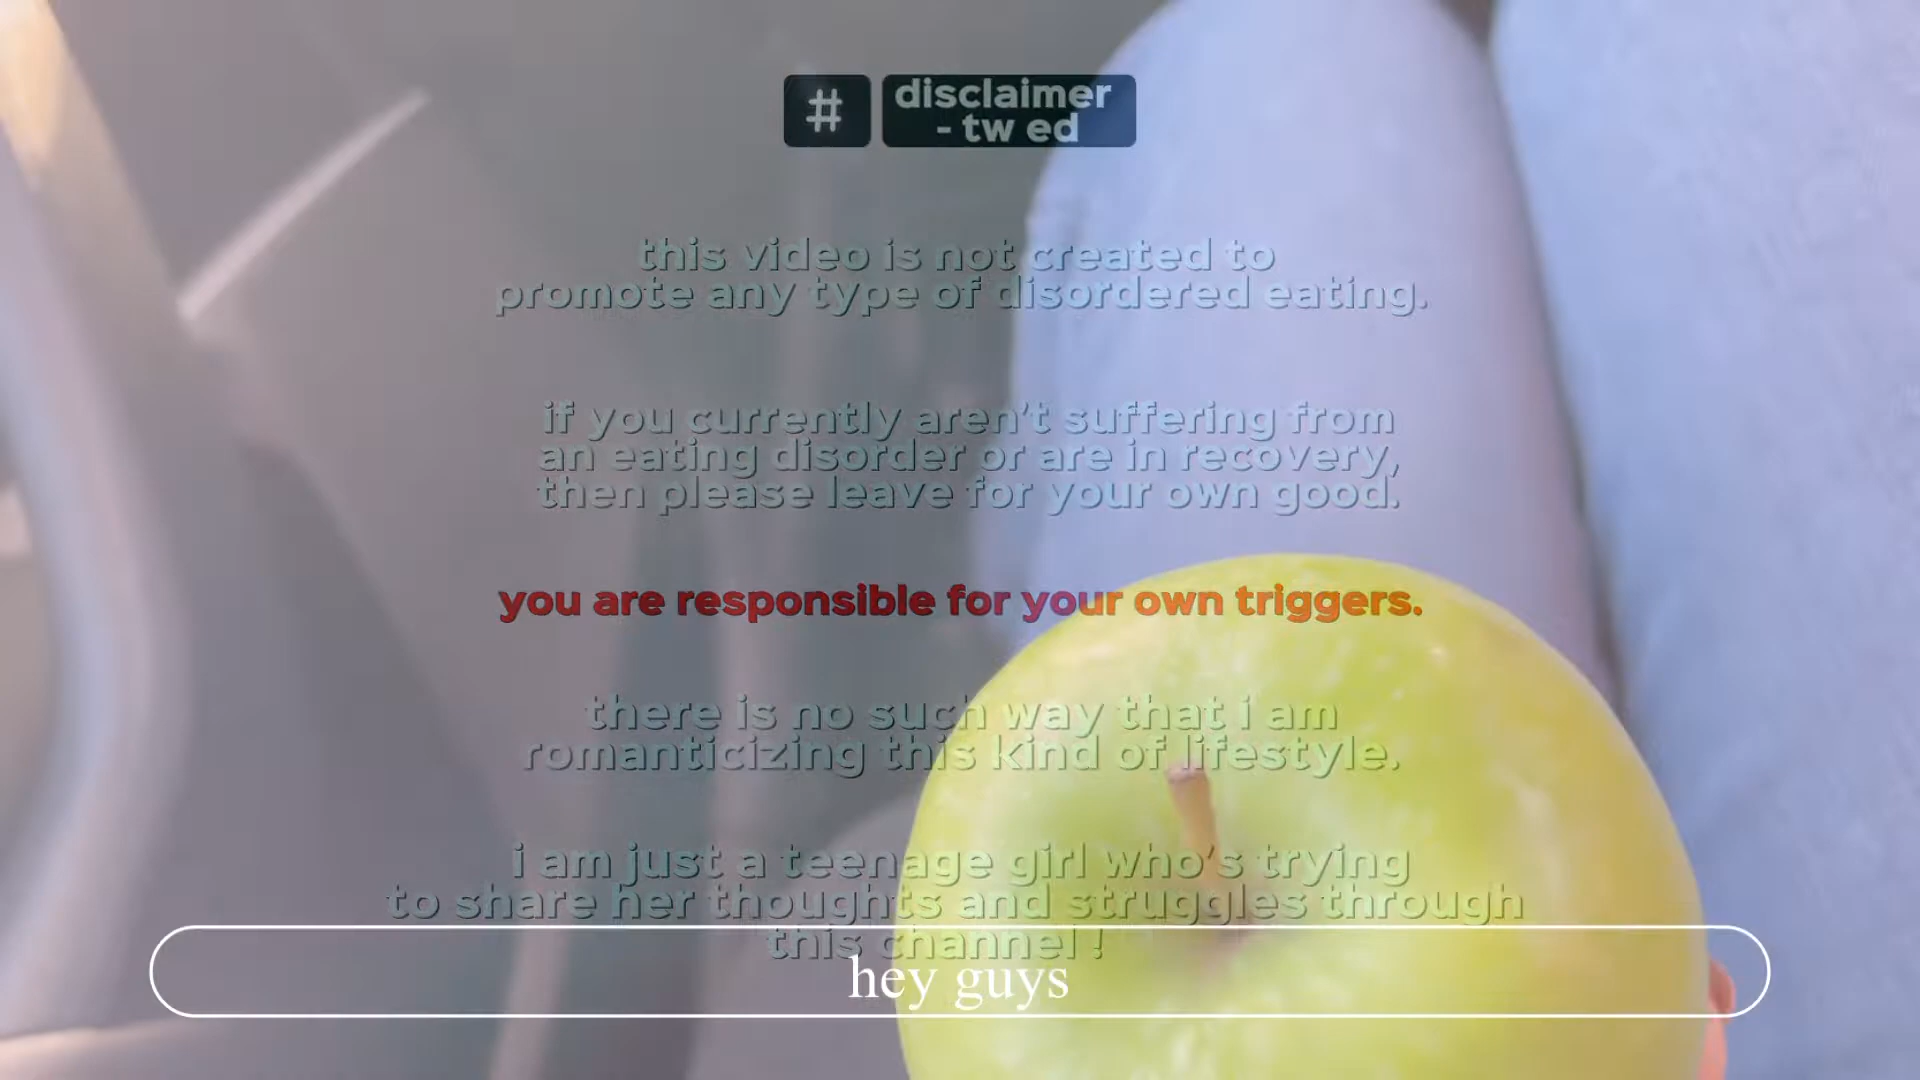 #
disclaimer
- tw ed
this video is not created to
promote any type of disordered eating.
if you currently aren't suffering from
an eating disorder or are in recovery,
then please leave for your own good.
you are responsible for your own triggers.
there is no such way that i am
romanticizing this kind of lifestyle.
i am just a teenage girl who's trying
to share her thoughts and struggles through
this channel !
hey guys